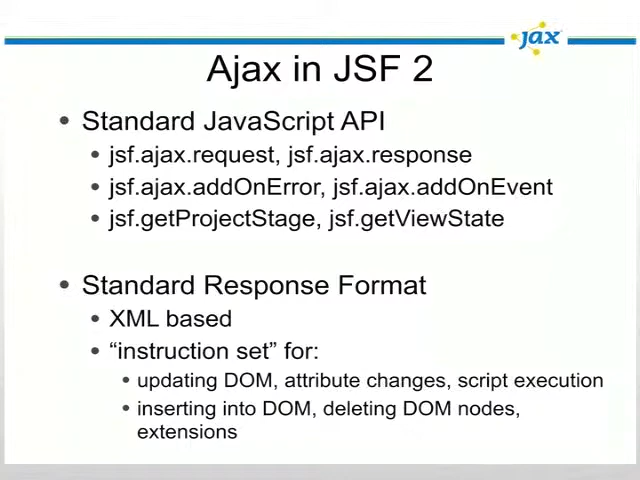 jax
Ajax in JSF 2
• Standard JavaScript API
• jsf.ajax.request, jsf.ajax.response
• jsf.ajax.addOnError, jsf.ajax.addOnEvent
• jsf.getProjectStage, jsf.getViewState
• Standard Response Format
• XML based
• “instruction set” for:
• updating DOM, attribute changes, script execution
• inserting into DOM, deleting DOM nodes,
extensions